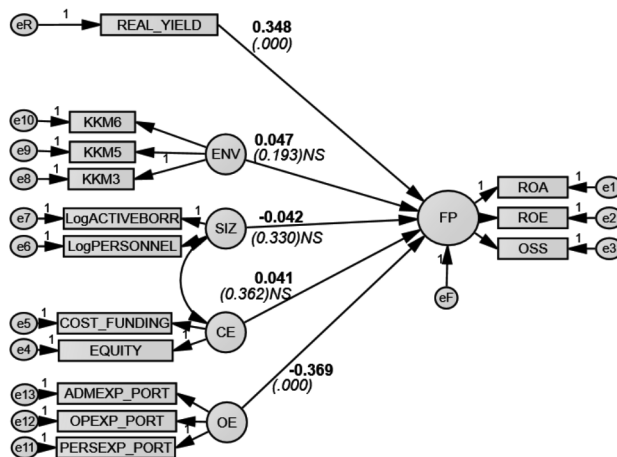 eR 1 REAL_YIELD
0.348
(.000)
e10 1 KKM6
e9 1 KKM5
e8 1 KKM3
1
ENV
0.047
(0.193)NS
e7 1 LogACTIVEBORR
e6 1 LogPERSONNEL
1
SIZ
-0.042
(0.330)NS
FP
1
ROA 1 e1
ROE 1 e2
OSS 1 e3
1
eF
0.041
(0.362)NS
e5 1 COST_FUNDING
e4 1 EQUITY
1
CE
-0.369
(.000)
e13 1 ADMEXP_PORT
e12 1 OPEXP_PORT
e11 1 PERSEXP_PORT
1
OE